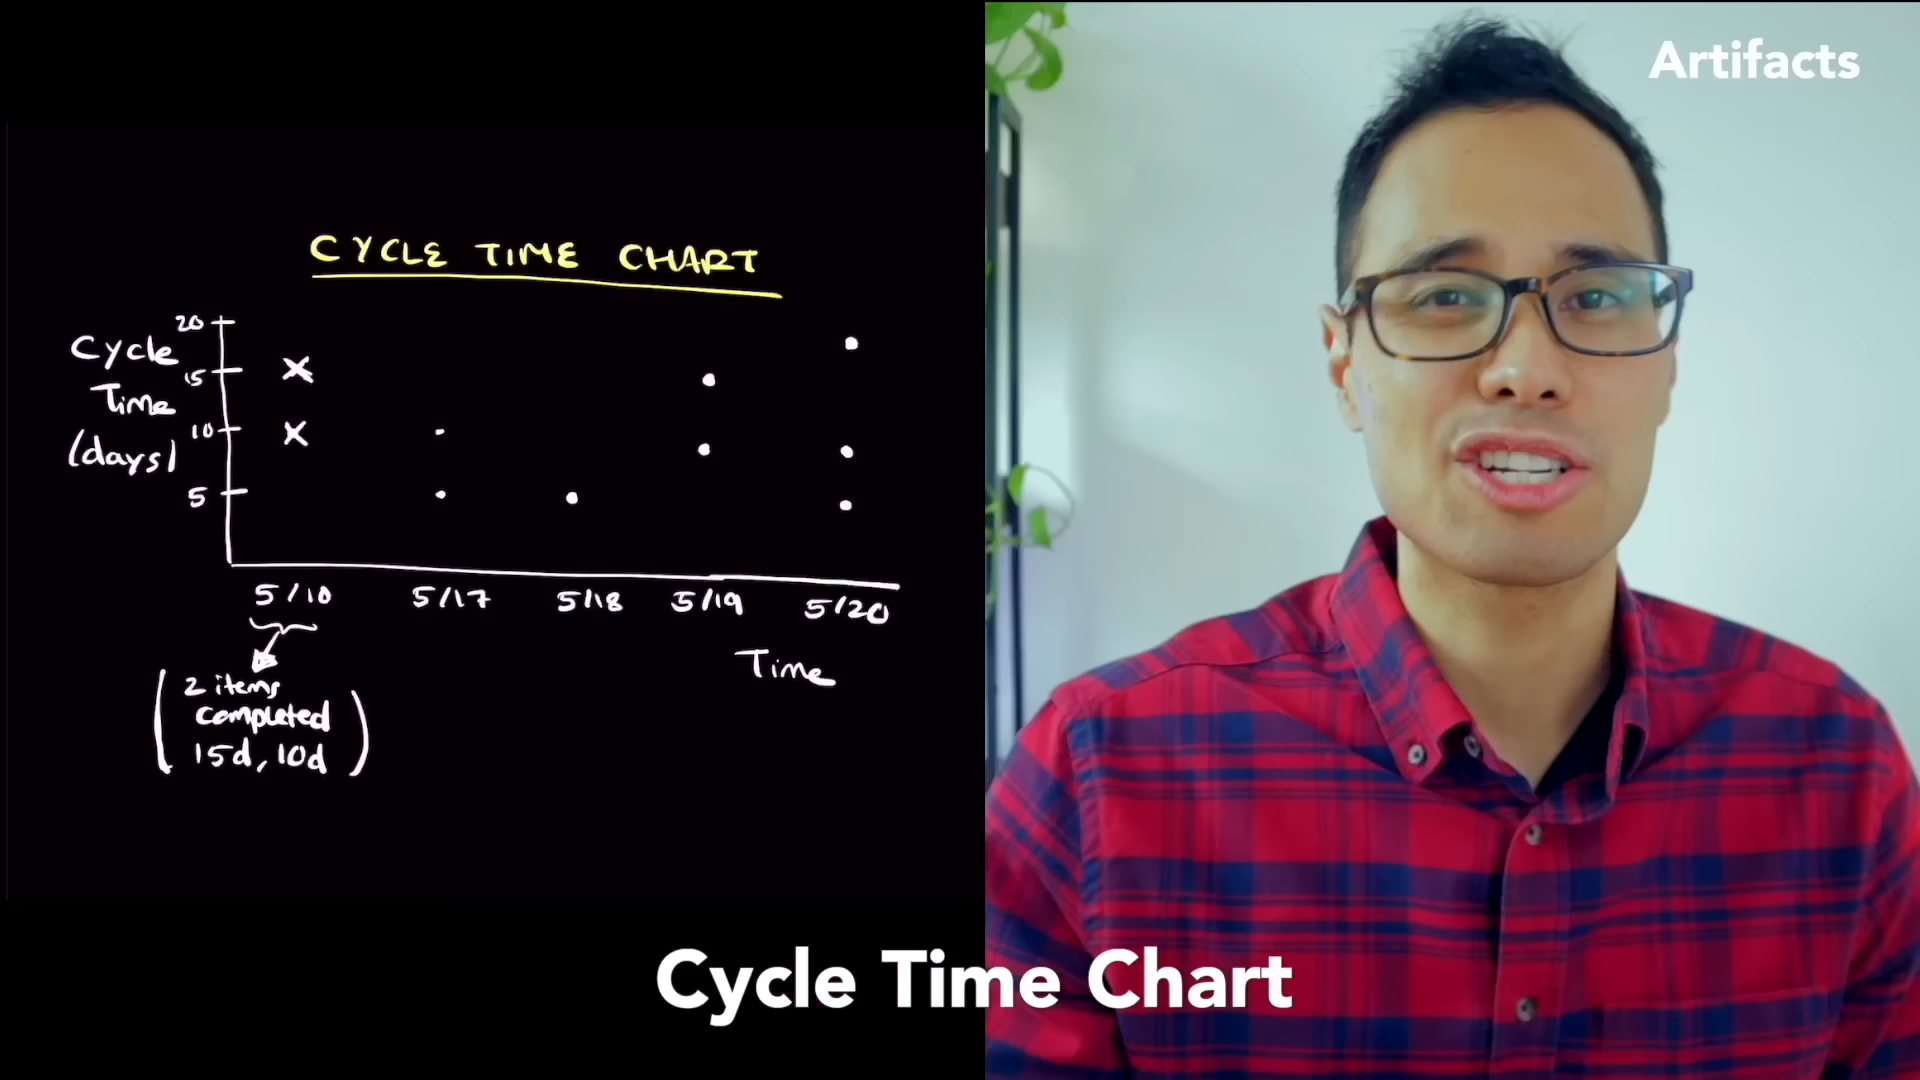 Artifacts
CYCLE TIME CHART
Cycle
Time
(days)
20
15
10
5
5/10
5/17
5/18
5/19
5/20
Time
2 items
completed
15d, 10d
Cycle Time Chart